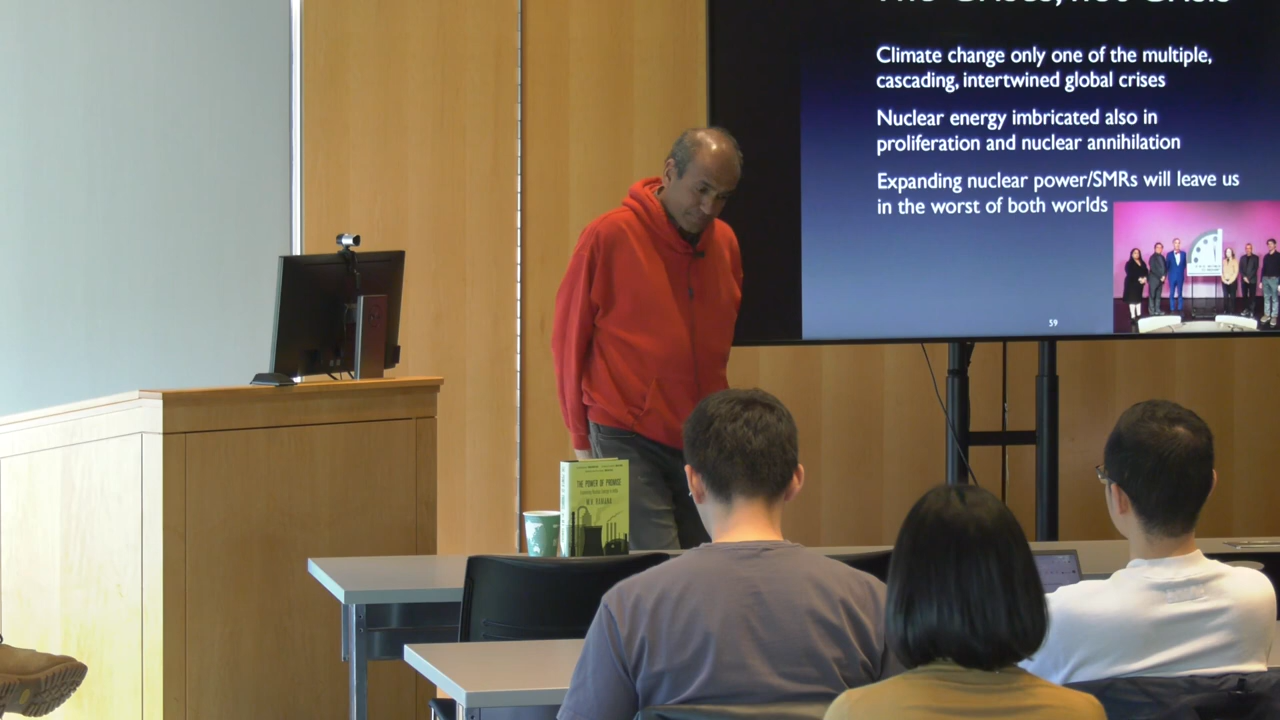 Climate change only one of the multiple,
cascading, intertwined global crises
Nuclear energy imbricated also in
proliferation and nuclear annihilation
Expanding nuclear power/SMRs will leave us
in the worst of both worlds
59
THE POWER OF PROMISE
M.V. RAMANA